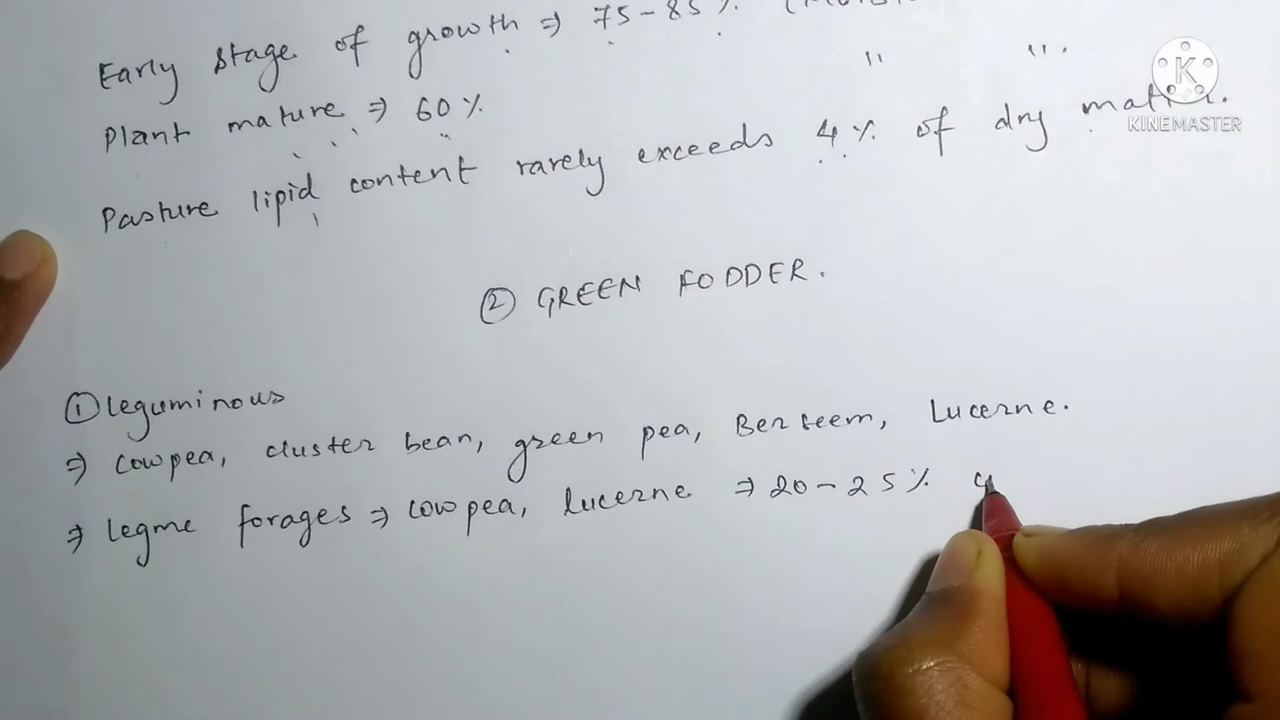 Early stage of growth ⇒ 75-85%
" ".
Plant mature ⇒ 60%
Pasture lipid content rarely exceeds 4% of dry matter.
② GREEN FODDER.
① leguminous
⇒ cowpea, cluster bean, green pea, Berseem, Lucerne.
⇒ legme forages ⇒ cowpea, lucerne ⇒ 20-25%
KINEMASTER